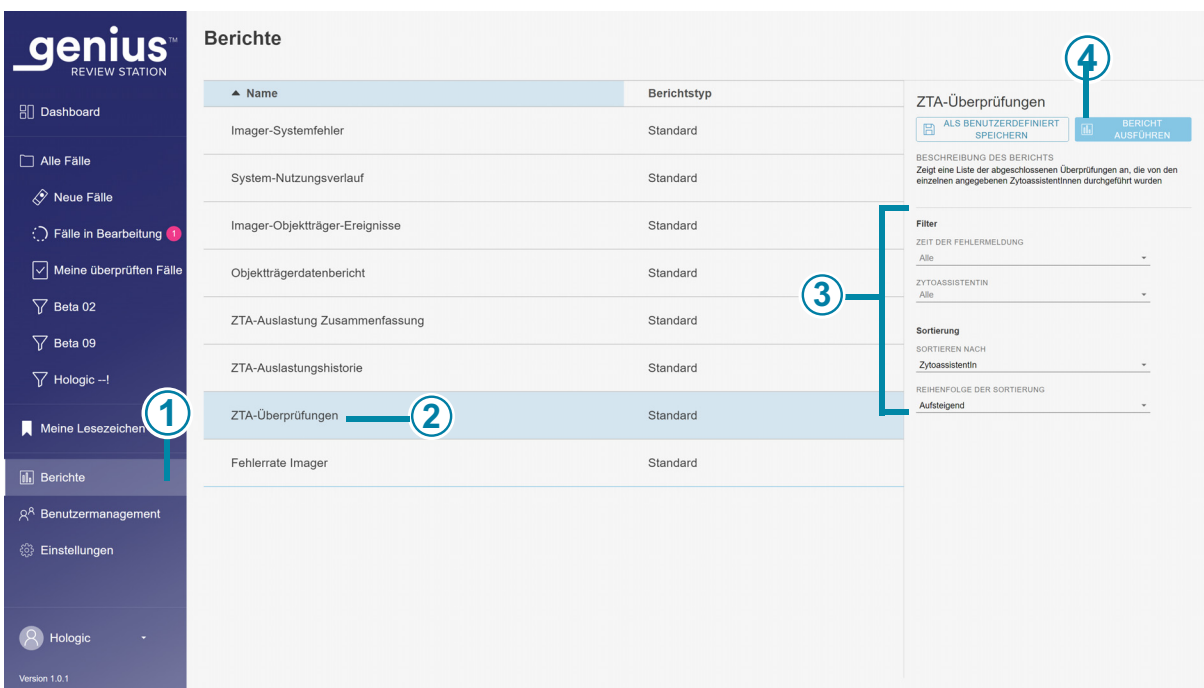 genius™
REVIEW STATION
Dashboard
Alle Fälle
Neue Fälle
Fälle in Bearbeitung 1
Meine überprüften Fälle
Beta 02
Beta 09
Hologic --!
Meine Lesezeichen
1
Berichte
Benutzermanagement
Einstellungen
Hologic
Version 1.0.1
Berichte
Name Berichtstyp
Imager-Systemfehler Standard
System-Nutzungsverlauf Standard
Imager-Objektträger-Ereignisse Standard
Objektträgerdatenbericht Standard
ZTA-Auslastung Zusammenfassung Standard
ZTA-Auslastungshistorie Standard
ZTA-Überprüfungen 2 Standard
Fehlerrate Imager Standard
4
ZTA-Überprüfungen
ALS BENUTZERDEFINIERT
SPEICHERN
BERICHT
AUSFÜHREN
BESCHREIBUNG DES BERICHTS
Zeigt eine Liste der abgeschlossenen Überprüfungen an, die von den
einzelnen angegebenen ZytoassistentInnen durchgeführt wurden
3
Filter
ZEIT DER FEHLERMELDUNG
Alle
ZYTOASSISTENTIN
Alle
Sortierung
SORTIEREN NACH
ZytoassistentIn
REIHENFOLGE DER SORTIERUNG
Aufsteigend